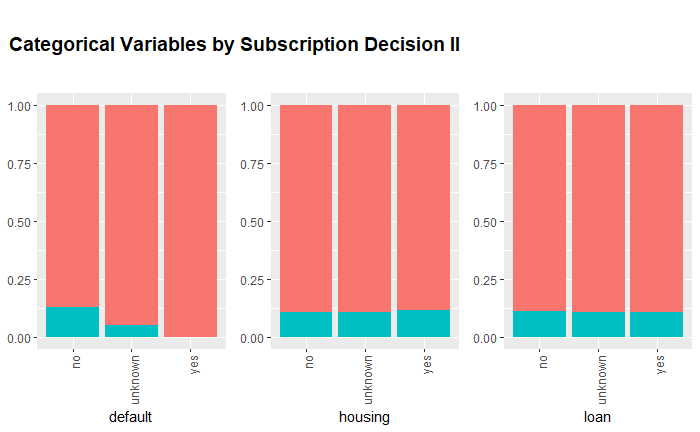 Categorical Variables by Subscription Decision II
1.00 1.00 1.00
0.75 0.75 0.75
0.50 0.50 0.50
0.25 0.25 0.25
0.00 0.00 0.00
no unknown yes no unknown yes no unknown yes
default housing loan